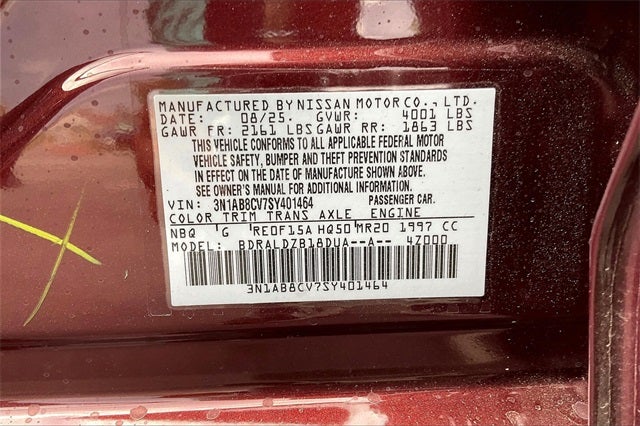 MANUFACTURED BY NISSAN MOTOR CO., LTD.
DATE: 08/25. GVWR: 4001 LBS
GAWR FR: 2161 LBS GAWR RR: 1863 LBS
THIS VEHICLE CONFORMS TO ALL APPLICABLE FEDERAL MOTOR
VEHICLE SAFETY, BUMPER AND THEFT PREVENTION STANDARDS
IN EFFECT ON THE DATE OF MANUFACTURE SHOWN ABOVE.
SEE OWNER'S MANUAL FOR ADDITIONAL INFORMATION.
VIN: 3N1AB8CV7SY401464 PASSENGER CAR.
COLOR TRIM TRANS AXLE ENGINE
NBQ 'G 'RE0F15A HQ50 MR20 1997 CC
MODEL: BDRALDZB18DUA--A-- 4Z000
3N1AB8CV7SY401464